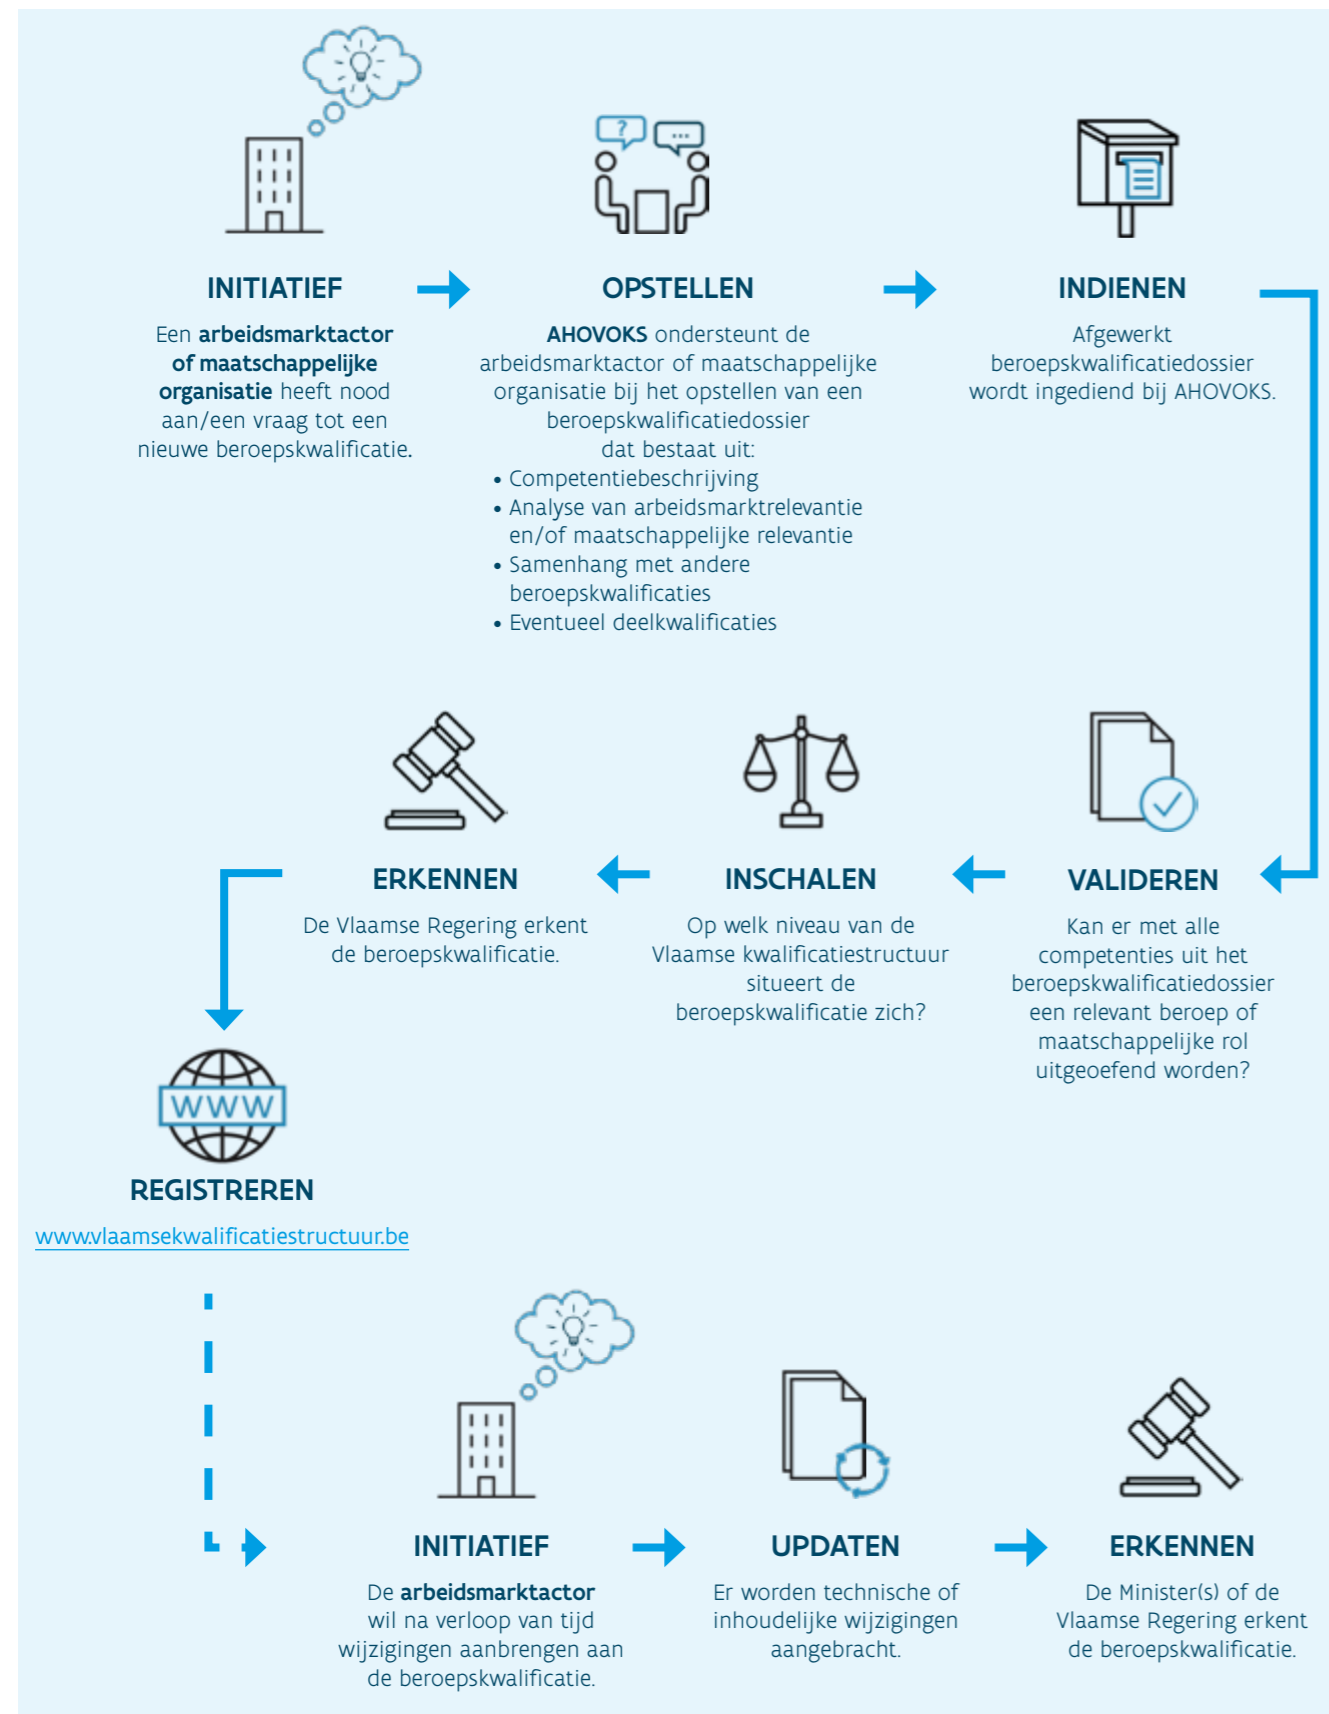 ?
...
INITIATIEF
Een arbeidsmarktactor
of maatschappelijke
organisatie heeft nood
aan/een vraag tot een
nieuwe beroepskwalificatie.
OPSTELLEN
AHOVOKS ondersteunt de
arbeidsmarktactor of maatschappelijke
organisatie bij het opstellen van een
beroepskwalificatiedossier
dat bestaat uit:
• Competentiebeschrijving
• Analyse van arbeidsmarktrelevantie
en/of maatschappelijke relevantie
• Samenhang met andere
beroepskwalificaties
• Eventueel deelkwalificaties
INDIENEN
Afgewerkt
beroepskwalificatiedossier
wordt ingediend bij AHOVOKS.
VALIDEREN
Kan er met alle
competenties uit het
beroepskwalificatiedossier
een relevant beroep of
maatschappelijke rol
uitgeoefend worden?
INSCHALEN
Op welk niveau van de
Vlaamse kwalificatiestructuur
situeert de
beroepskwalificatie zich?
ERKENNEN
De Vlaamse Regering erkent
de beroepskwalificatie.
WWW
REGISTREREN
www.vlaamsekwalificatiestructuur.be
INITIATIEF
De arbeidsmarktactor
wil na verloop van tijd
wijzigingen aanbrengen aan
de beroepskwalificatie.
UPDATEN
Er worden technische of
inhoudelijke wijzigingen
aangebracht.
ERKENNEN
De Minister(s) of de
Vlaamse Regering erkent
de beroepskwalificatie.